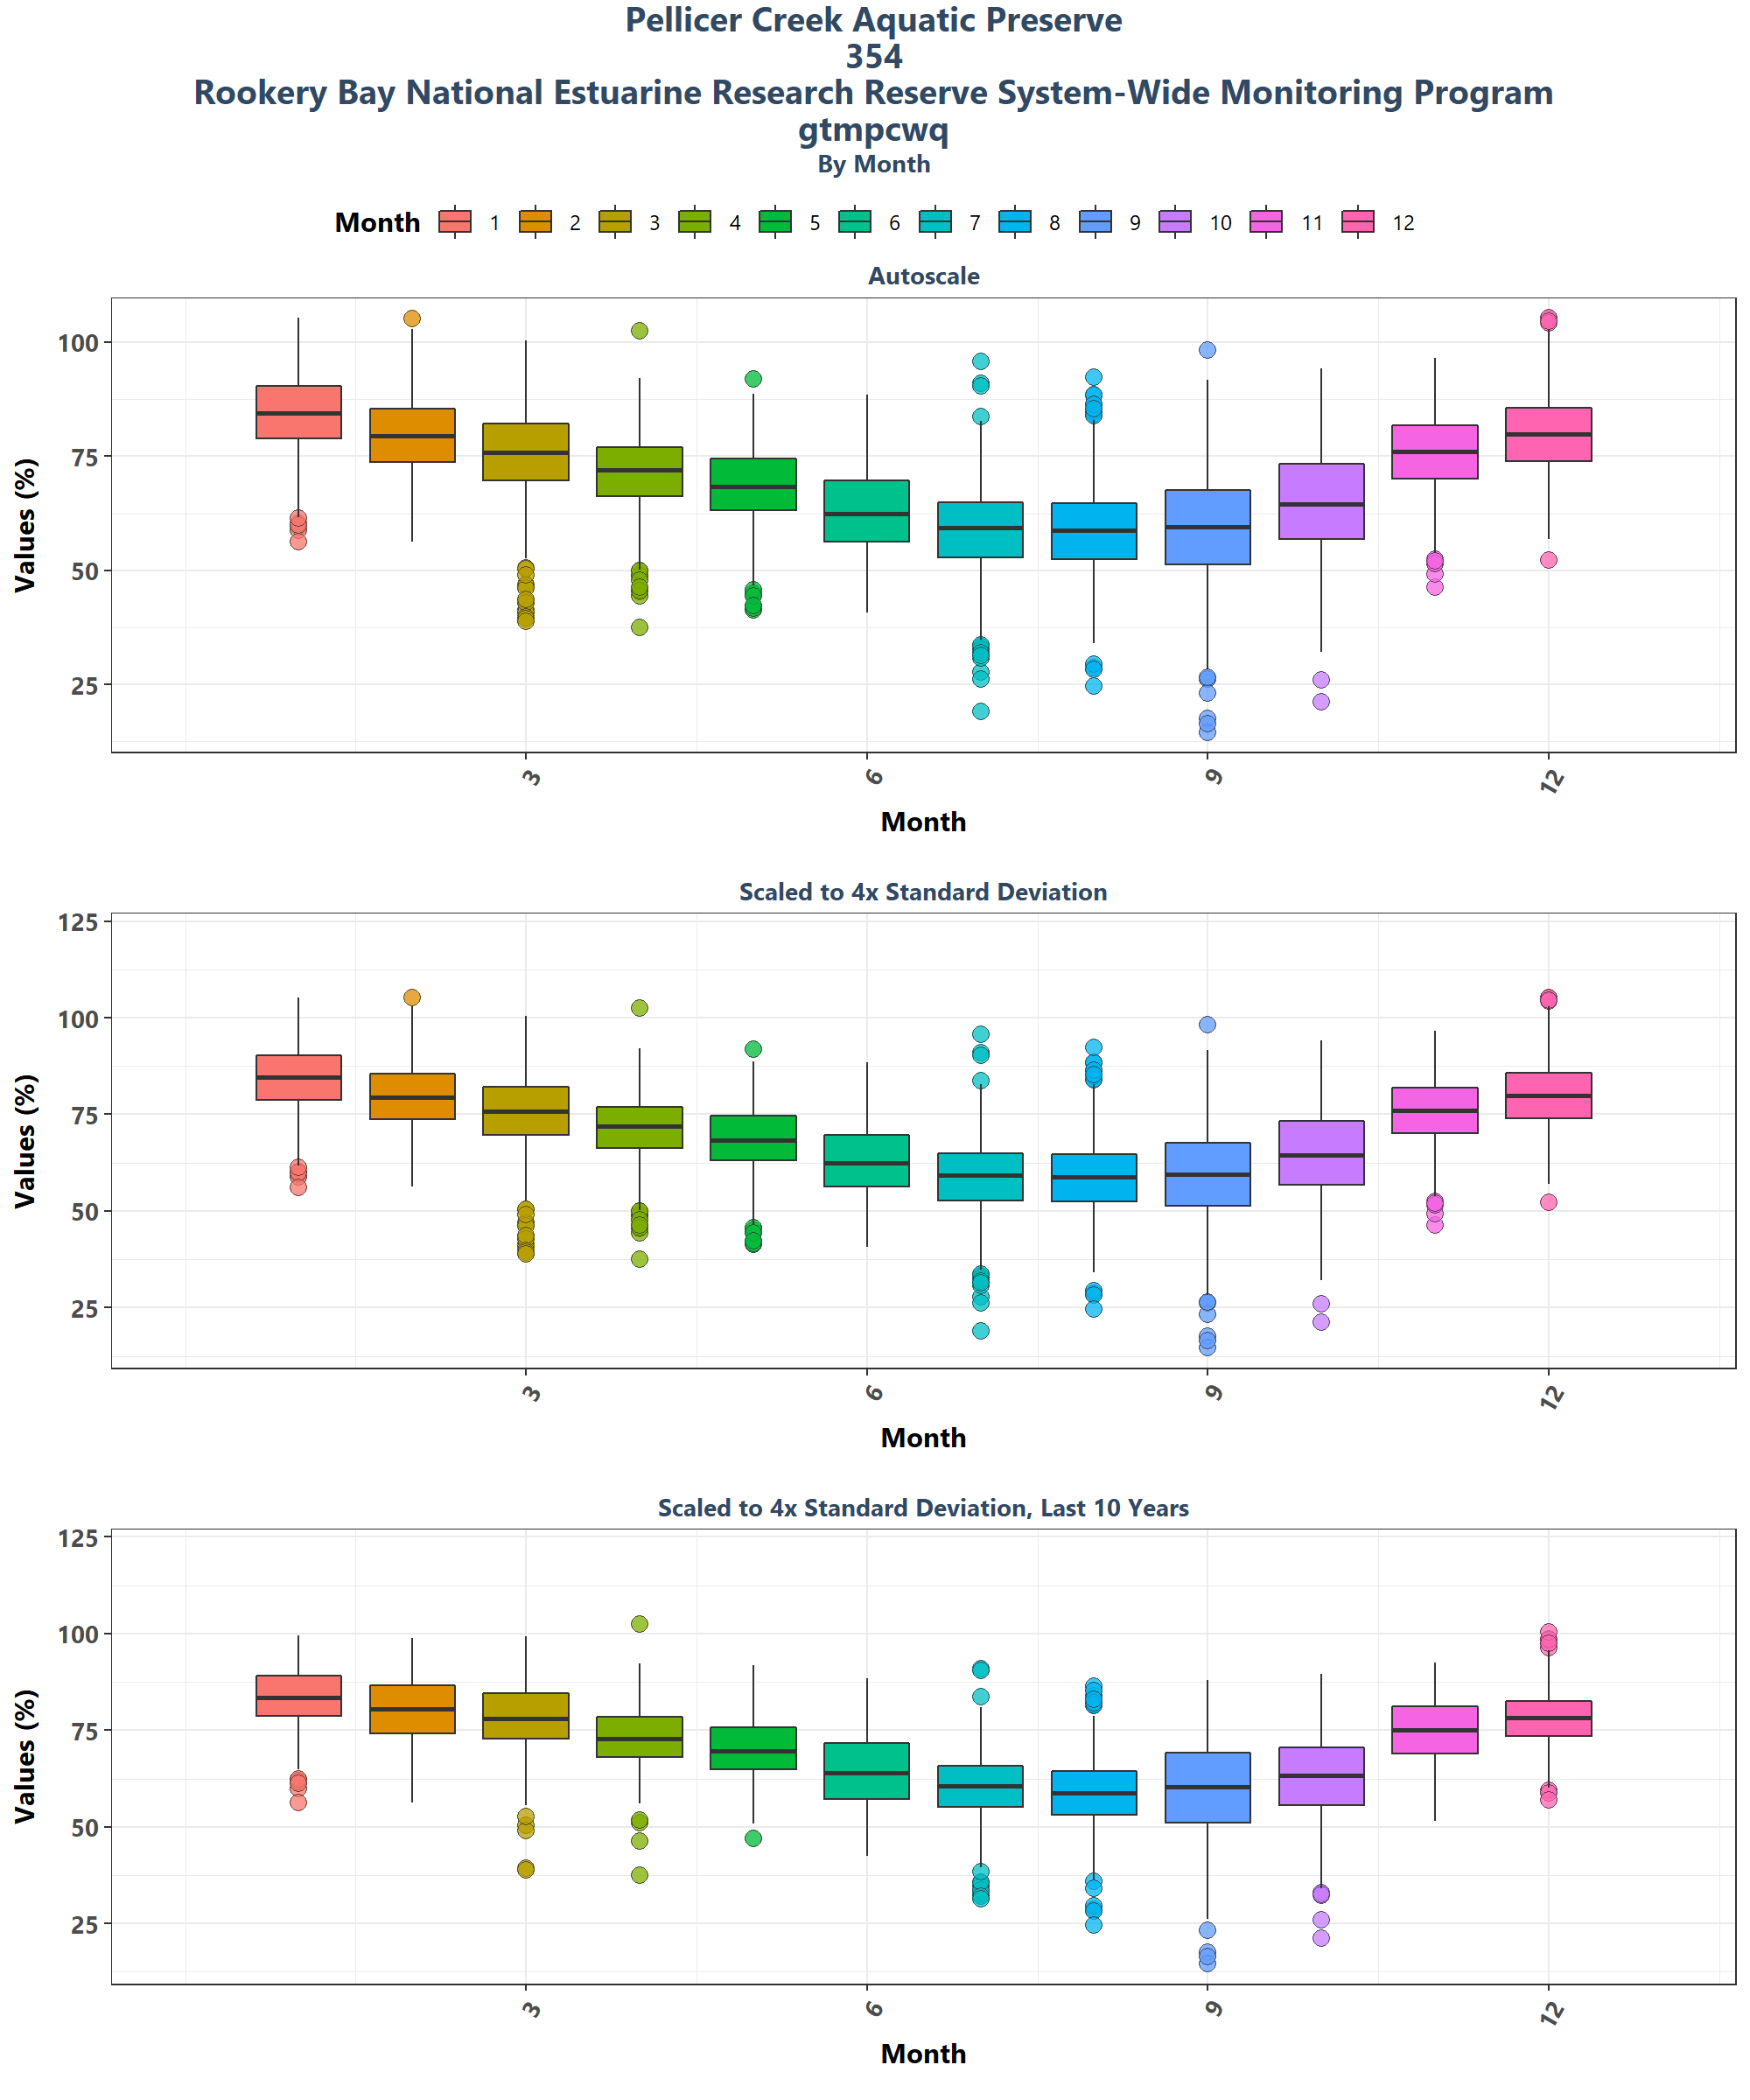 Pellicer Creek Aquatic Preserve
354
Rookery Bay National Estuarine Research Reserve System-Wide Monitoring Program
gtmpcwq
By Month
Month 1 2 3 4 5 6 7 8 9 10 11 12
Autoscale
Values (%)
100
75
50
25
3 6 9 12
Month
Scaled to 4x Standard Deviation
Values (%)
125
100
75
50
25
3 6 9 12
Month
Scaled to 4x Standard Deviation, Last 10 Years
Values (%)
125
100
75
50
25
3 6 9 12
Month